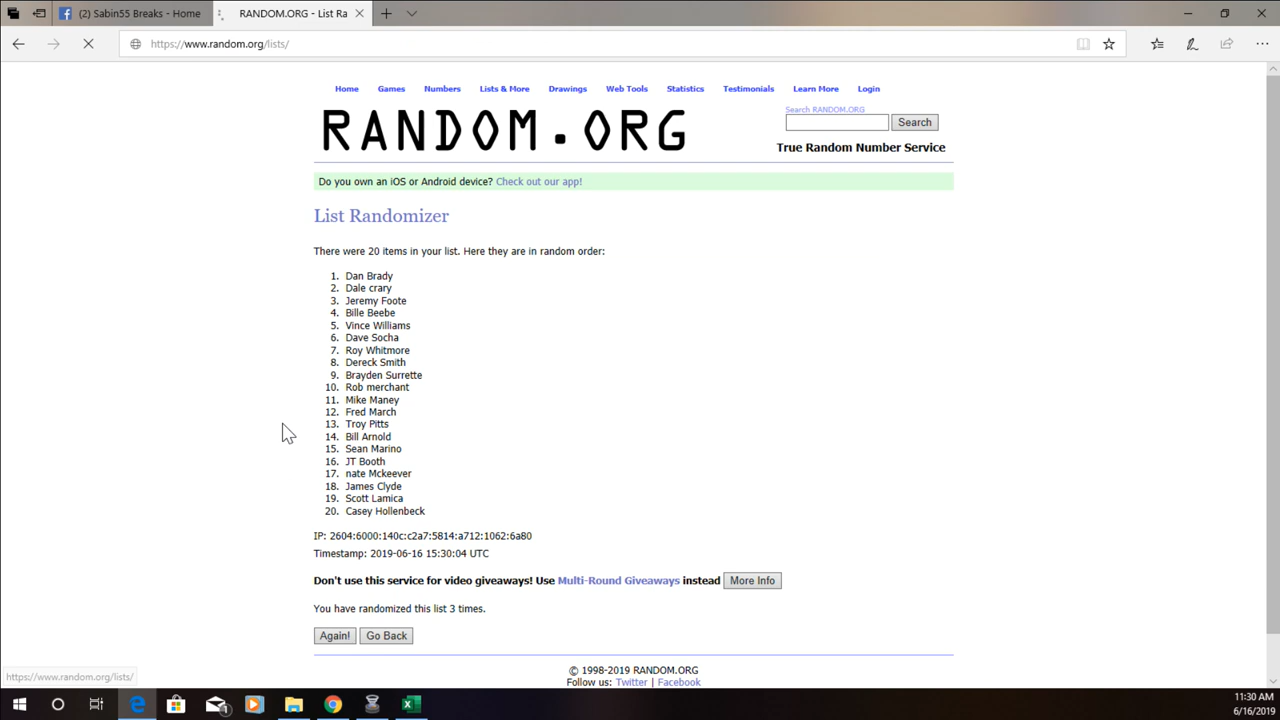 (2) Sabin55 Breaks - Home
RANDOM.ORG - List Ra
https://www.random.org/lists/
Home Games Numbers Lists & More Drawings Web Tools Statistics Testimonials Learn More Login
RANDOM.ORG
Search RANDOM.ORG
Search
True Random Number Service
Do you own an iOS or Android device? Check out our app!
List Randomizer
There were 20 items in your list. Here they are in random order:
1. Dan Brady
2. Dale crary
3. Jeremy Foote
4. Bille Beebe
5. Vince Williams
6. Dave Socha
7. Roy Whitmore
8. Dereck Smith
9. Brayden Surrette
10. Rob merchant
11. Mike Maney
12. Fred March
13. Troy Pitts
14. Bill Arnold
15. Sean Marino
16. JT Booth
17. nate Mckeever
18. James Clyde
19. Scott Lamica
20. Casey Hollenbeck
IP: 2604:6000:140c:c2a7:5814:a712:1062:6a80
Timestamp: 2019-06-16 15:30:04 UTC
Don't use this service for video giveaways! Use Multi-Round Giveaways instead More Info
You have randomized this list 3 times.
Again! Go Back
© 1998-2019 RANDOM.ORG
Follow us: Twitter | Facebook
https://www.random.org/lists/
11:30 AM
6/16/2019